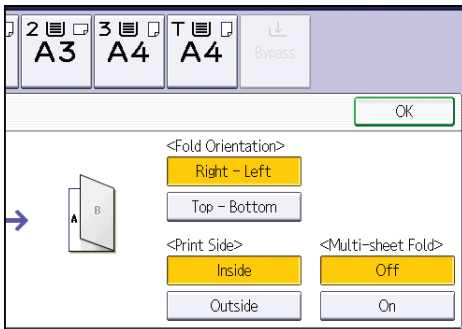 2 3 T
A3 A4 A4 Bypass
OK
<Fold Orientation>
Right - Left
A B
Top - Bottom
<Print Side> <Multi-sheet Fold>
Inside Off
Outside On